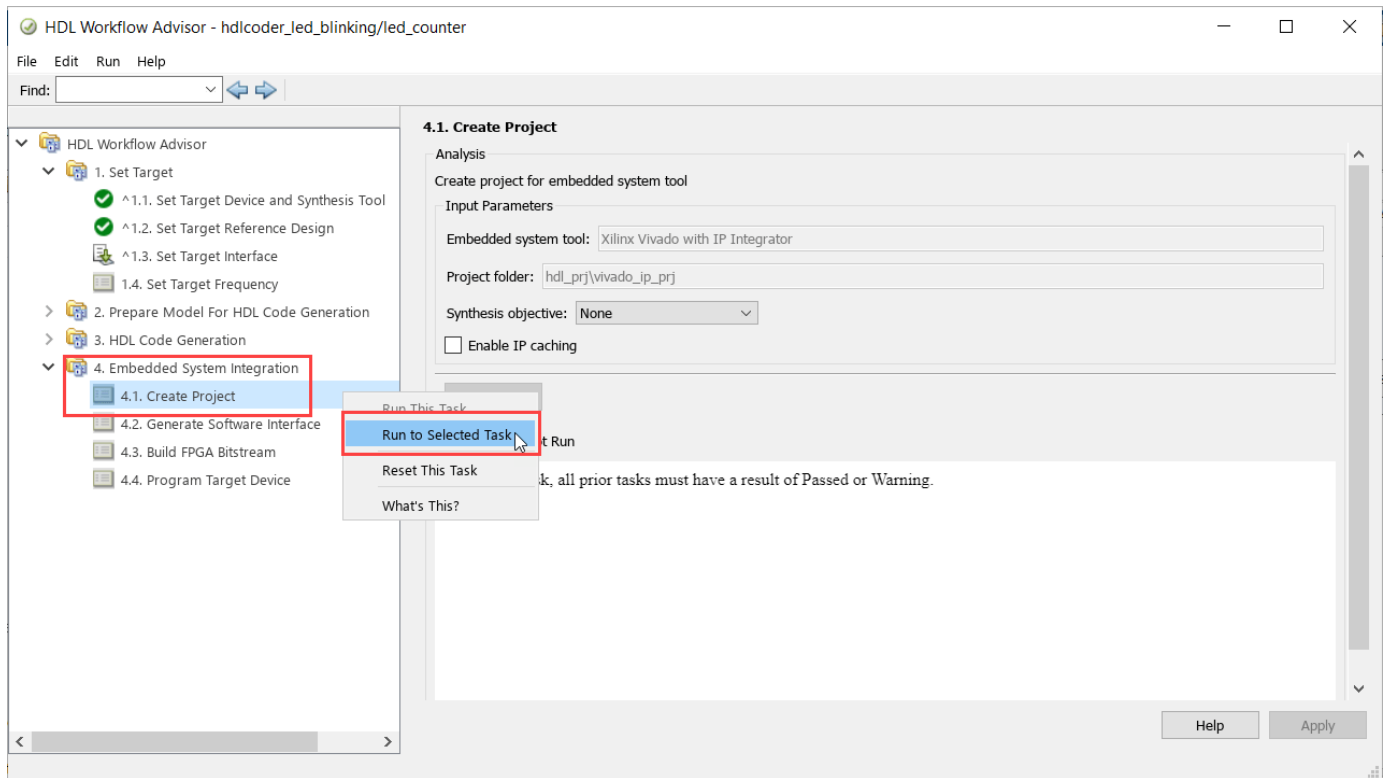 HDL Workflow Advisor - hdlcoder_led_blinking/led_counter
File Edit Run Help
Find:
HDL Workflow Advisor
1. Set Target
^1.1. Set Target Device and Synthesis Tool
^1.2. Set Target Reference Design
^1.3. Set Target Interface
1.4. Set Target Frequency
2. Prepare Model For HDL Code Generation
3. HDL Code Generation
4. Embedded System Integration
4.1. Create Project
4.2. Generate Software Interface
4.3. Build FPGA Bitstream
4.4. Program Target Device
4.1. Create Project
Analysis
Create project for embedded system tool
Input Parameters
Embedded system tool: Xilinx Vivado with IP Integrator
Project folder: hdl_prj\vivado_ip_prj
Synthesis objective: None
Enable IP caching
Run This Task
Run to Selected Task
Reset This Task
What's This?
t Run
k, all prior tasks must have a result of Passed or Warning.
Help Apply